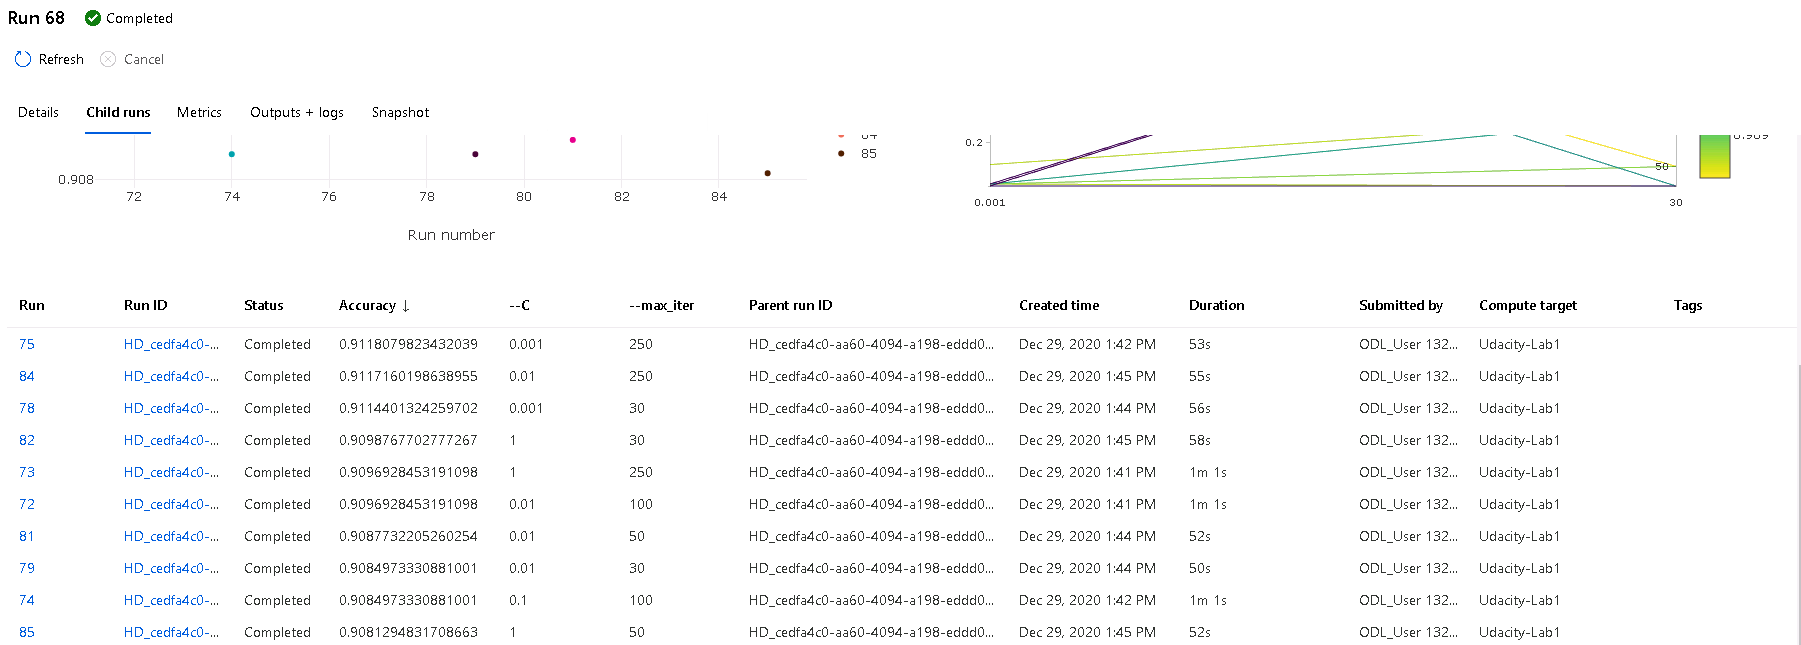 Run 68 Completed
Refresh Cancel
Details Child runs Metrics Outputs + logs Snapshot
0.2
85
50
0.908
72 74 76 78 80 82 84
0.001 30
Run number
Run Run ID Status Accuracy ↓ --C --max_iter Parent run ID Created time Duration Submitted by Compute target Tags
75 HD_cedfa4c0-... Completed 0.9118079823432039 0.001 250 HD_cedfa4c0-aa60-4094-a198-eddd0... Dec 29, 2020 1:42 PM 53s ODL_User 132... Udacity-Lab1
84 HD_cedfa4c0-... Completed 0.9117160198638955 0.01 250 HD_cedfa4c0-aa60-4094-a198-eddd0... Dec 29, 2020 1:45 PM 55s ODL_User 132... Udacity-Lab1
78 HD_cedfa4c0-... Completed 0.9114401324259702 0.001 30 HD_cedfa4c0-aa60-4094-a198-eddd0... Dec 29, 2020 1:44 PM 56s ODL_User 132... Udacity-Lab1
82 HD_cedfa4c0-... Completed 0.9098767702777267 1 30 HD_cedfa4c0-aa60-4094-a198-eddd0... Dec 29, 2020 1:45 PM 58s ODL_User 132... Udacity-Lab1
73 HD_cedfa4c0-... Completed 0.9096928453191098 1 250 HD_cedfa4c0-aa60-4094-a198-eddd0... Dec 29, 2020 1:41 PM 1m 1s ODL_User 132... Udacity-Lab1
72 HD_cedfa4c0-... Completed 0.9096928453191098 0.01 100 HD_cedfa4c0-aa60-4094-a198-eddd0... Dec 29, 2020 1:41 PM 1m 1s ODL_User 132... Udacity-Lab1
81 HD_cedfa4c0-... Completed 0.9087732205260254 0.01 50 HD_cedfa4c0-aa60-4094-a198-eddd0... Dec 29, 2020 1:44 PM 52s ODL_User 132... Udacity-Lab1
79 HD_cedfa4c0-... Completed 0.9084973330881001 0.01 30 HD_cedfa4c0-aa60-4094-a198-eddd0... Dec 29, 2020 1:44 PM 50s ODL_User 132... Udacity-Lab1
74 HD_cedfa4c0-... Completed 0.9084973330881001 0.1 100 HD_cedfa4c0-aa60-4094-a198-eddd0... Dec 29, 2020 1:42 PM 1m 1s ODL_User 132... Udacity-Lab1
85 HD_cedfa4c0-... Completed 0.9081294831708663 1 50 HD_cedfa4c0-aa60-4094-a198-eddd0... Dec 29, 2020 1:45 PM 52s ODL_User 132... Udacity-Lab1